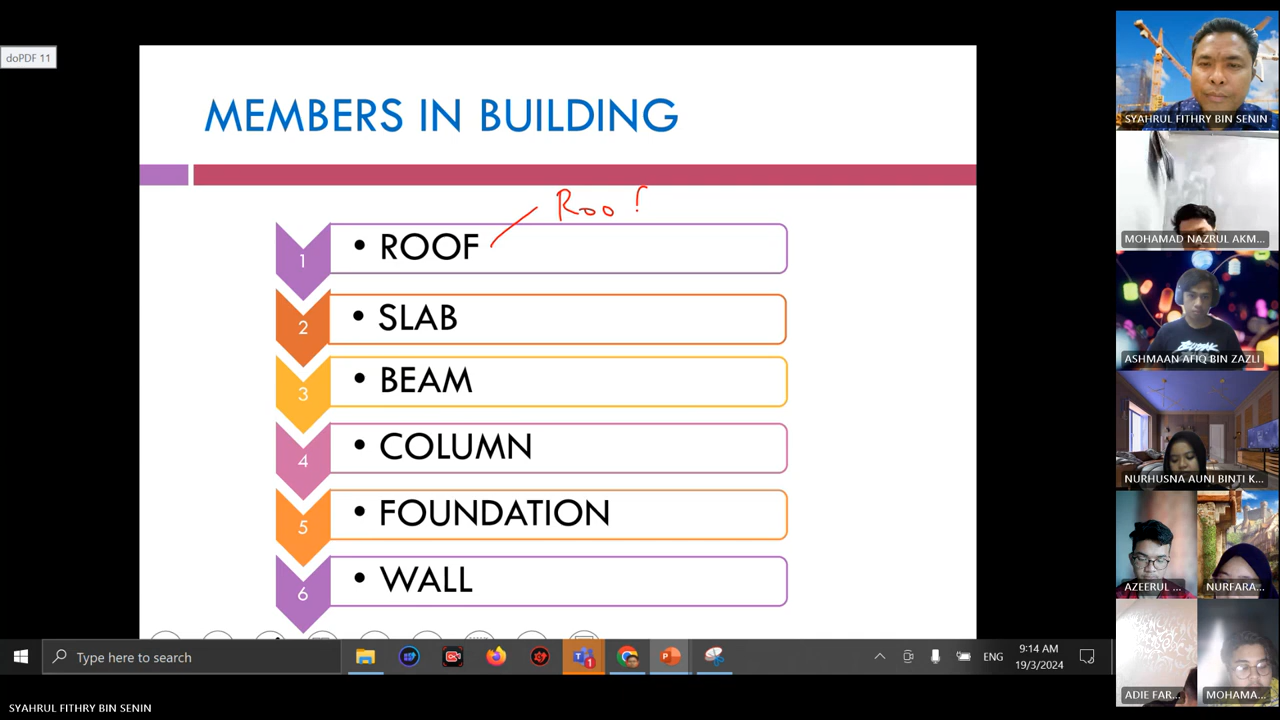 doPDF 11
MEMBERS IN BUILDING
Roo f
1
• ROOF
2
• SLAB
3
• BEAM
4
• COLUMN
5
• FOUNDATION
6
• WALL
Type here to search
1
ENG
9:14 AM
19/3/2024
SYAHRUL FITHRY BIN SENIN
SYAHRUL FITHRY BIN SENIN
MOHAMAD NAZRUL AKM...
ASHMAAN AFIQ BIN ZAZLI
NURHUSNA AUNI BINTI K...
AZEERUL ...
NURFARA...
ADIE FAR...
MOHAMA...